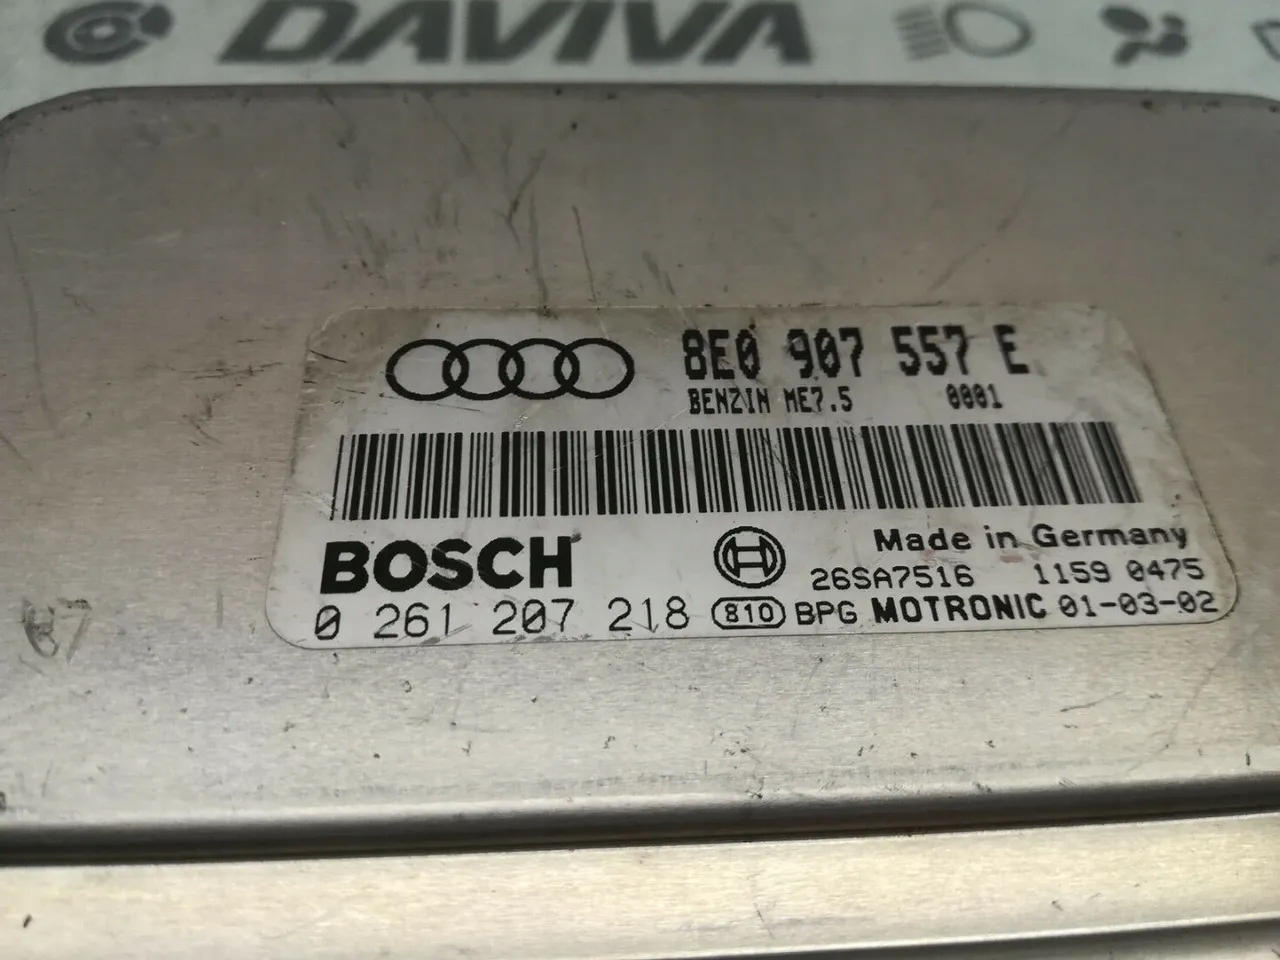 DAVIVA
8E0 907 557 E
BENZIN ME7.5 0001
BOSCH
Made in Germany
26SA7516 1159 0475
0 261 207 218 810 BPG MOTRONIC 01-03-02